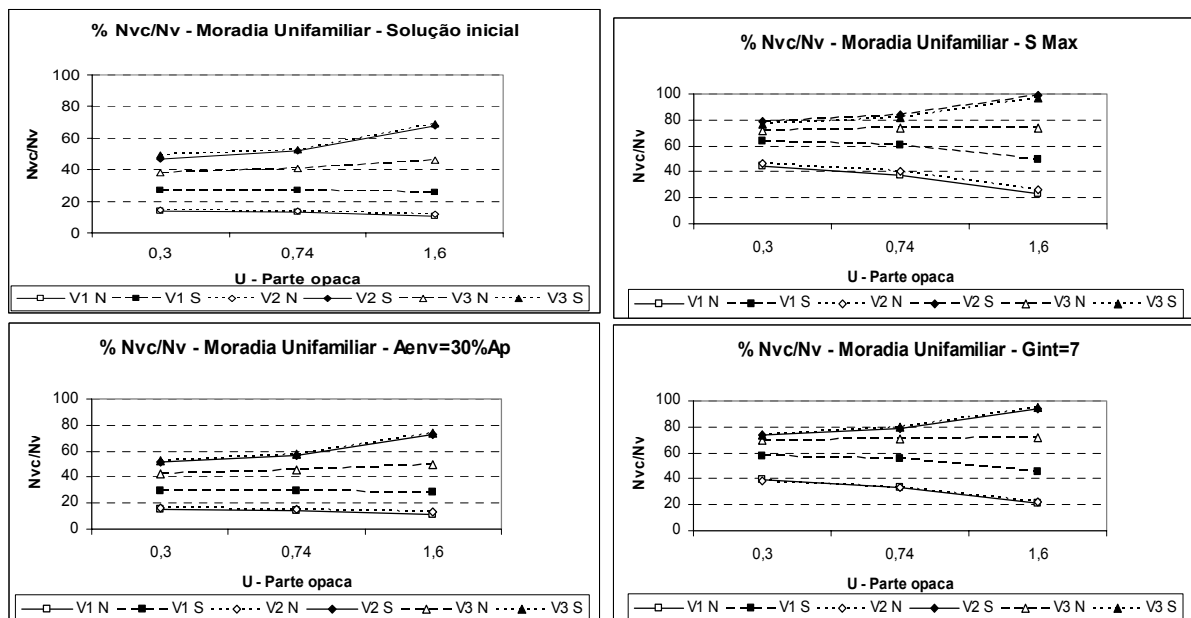 % Nvc/Nv - Moradia Unifamiliar - Solução inicial
Nvc/Nv
100
80
60
40
20
0
0,3 0,74 1,6
U - Parte opaca
V1 N V1 S V2 N V2 S V3 N V3 S
% Nvc/Nv - Moradia Unifamiliar - S Max
Nvc/Nv
100
80
60
40
20
0
0,3 0,74 1,6
U - Parte opaca
V1 N V1 S V2 N V2 S V3 N V3 S
% Nvc/Nv - Moradia Unifamiliar - Aenv=30%Ap
Nvc/Nv
100
80
60
40
20
0
0,3 0,74 1,6
U - Parte opaca
V1 N V1 S V2 N V2 S V3 N V3 S
% Nvc/Nv - Moradia Unifamiliar - Gint=7
Nvc/Nv
100
80
60
40
20
0
0,3 0,74 1,6
U - Parte opaca
V1 N V1 S V2 N V2 S V3 N V3 S